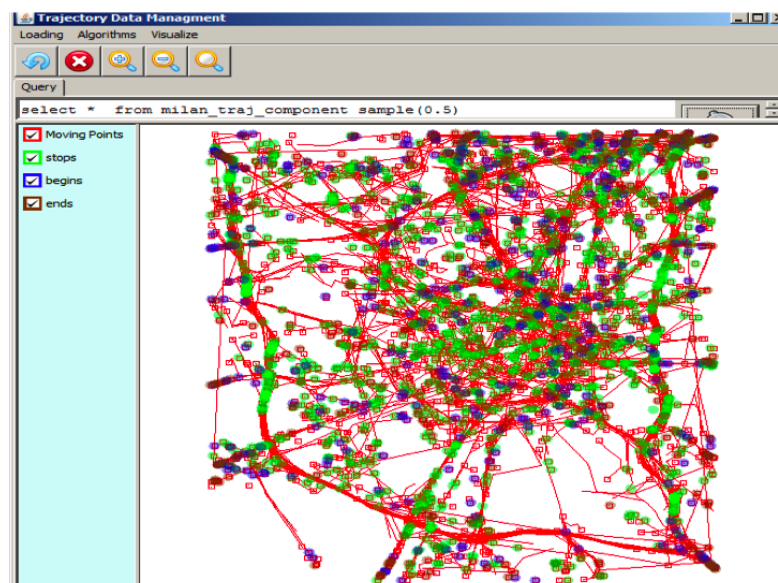 Trajectory Data Managment
Loading Algorithms Visualize
Query
select * from milan_traj_component sample(0.5)
Moving Points
stops
begins
ends